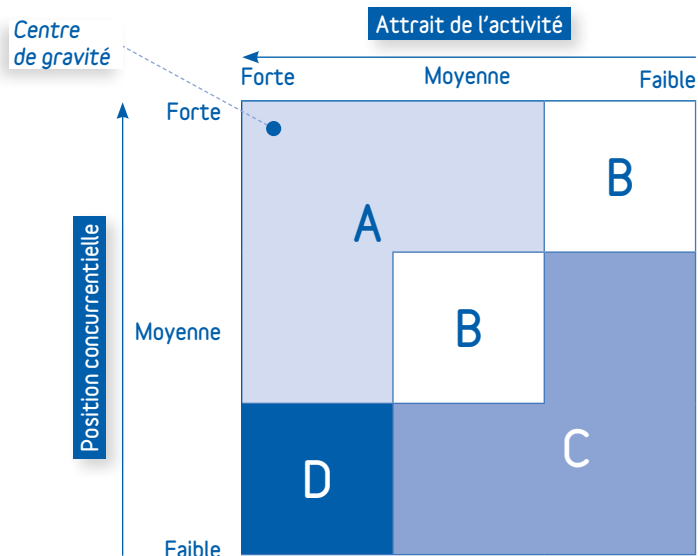 Centre
de gravité
Attrait de l'activité
Forte
Moyenne
Faible
Forte
Moyenne
Faible
Position concurrentielle
A
B
B
C
D